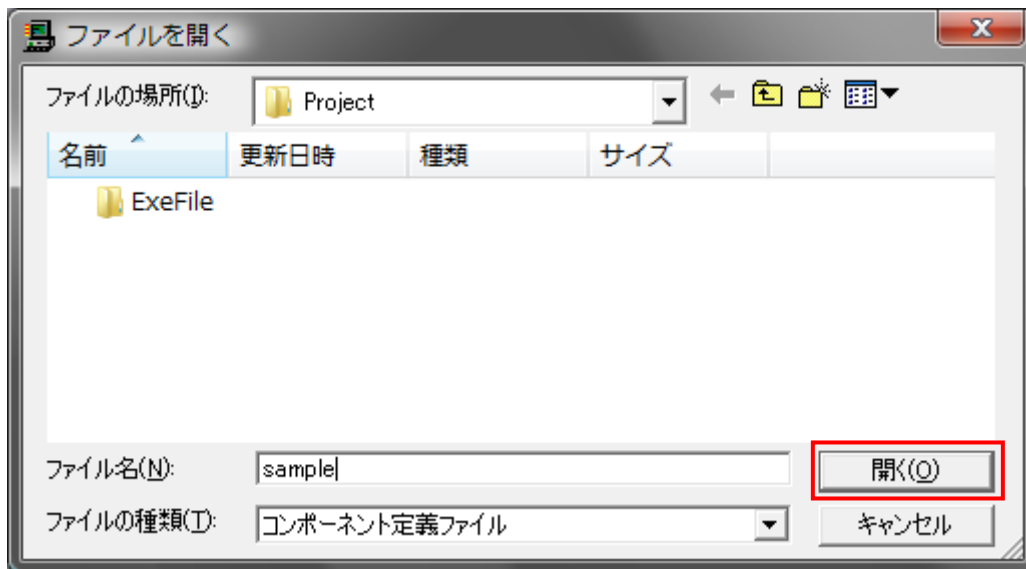 ファイルを開く
ファイルの場所(I):
Project
名前 更新日時 種類 サイズ
ExeFile
ファイル名(N):
sample
開く(O)
ファイルの種類(T):
コンポーネント定義ファイル
キャンセル